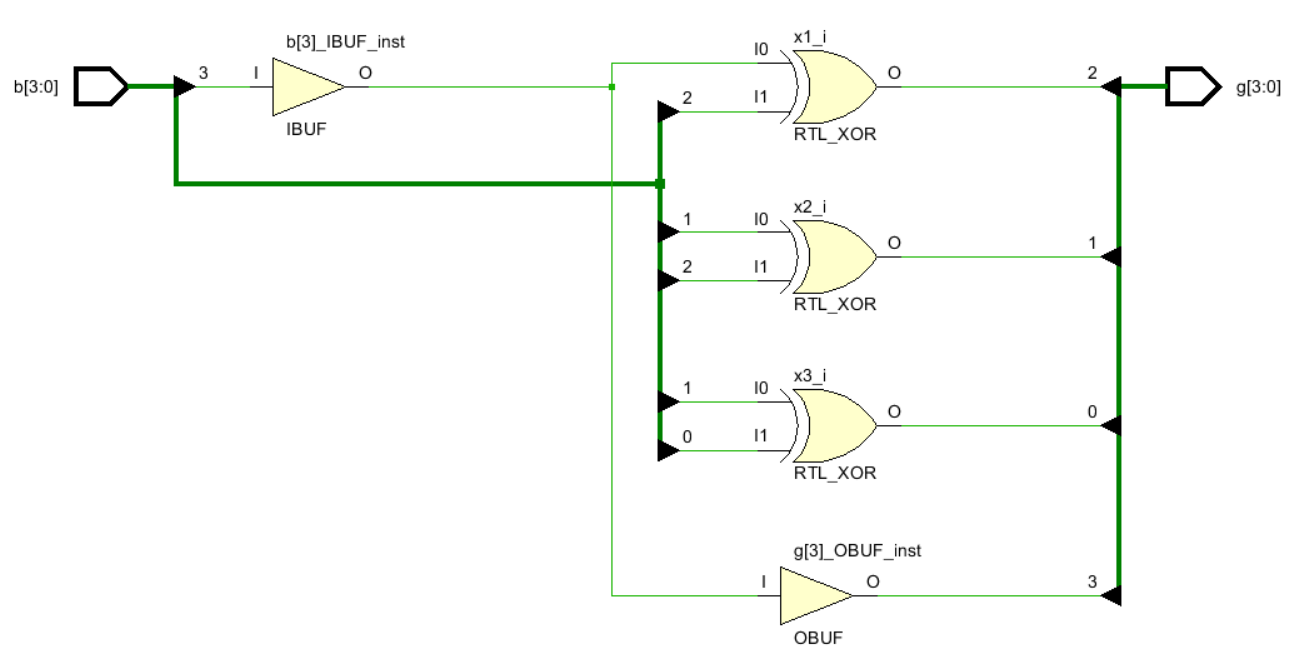 b[3:0]
3
I
b[3]_IBUF_inst
O
IBUF
x1_i
I0
2
I1
O
RTL_XOR
2
g[3:0]
x2_i
1
I0
2
I1
O
RTL_XOR
1
x3_i
1
I0
0
I1
O
RTL_XOR
0
g[3]_OBUF_inst
I
O
OBUF
3